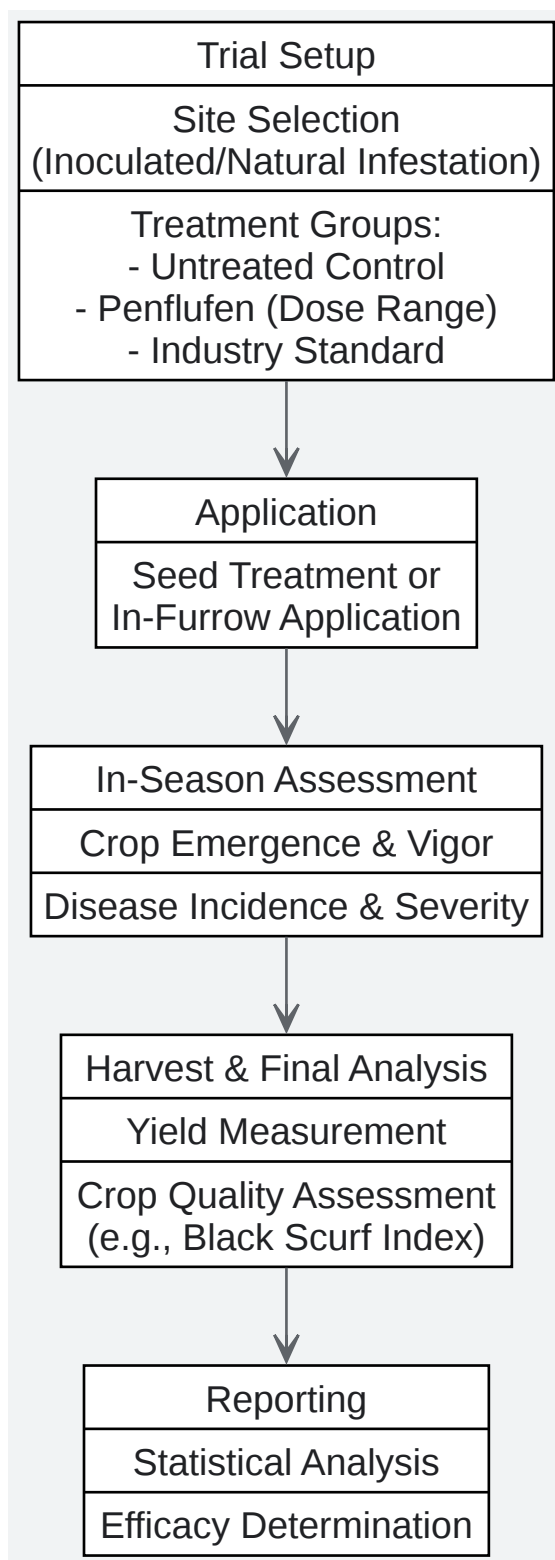 Trial Setup
Site Selection
(Inoculated/Natural Infestation)
Treatment Groups:
- Untreated Control
- Penflufen (Dose Range)
- Industry Standard
Application
Seed Treatment or
In-Furrow Application
In-Season Assessment
Crop Emergence & Vigor
Disease Incidence & Severity
Harvest & Final Analysis
Yield Measurement
Crop Quality Assessment
(e.g., Black Scurf Index)
Reporting
Statistical Analysis
Efficacy Determination